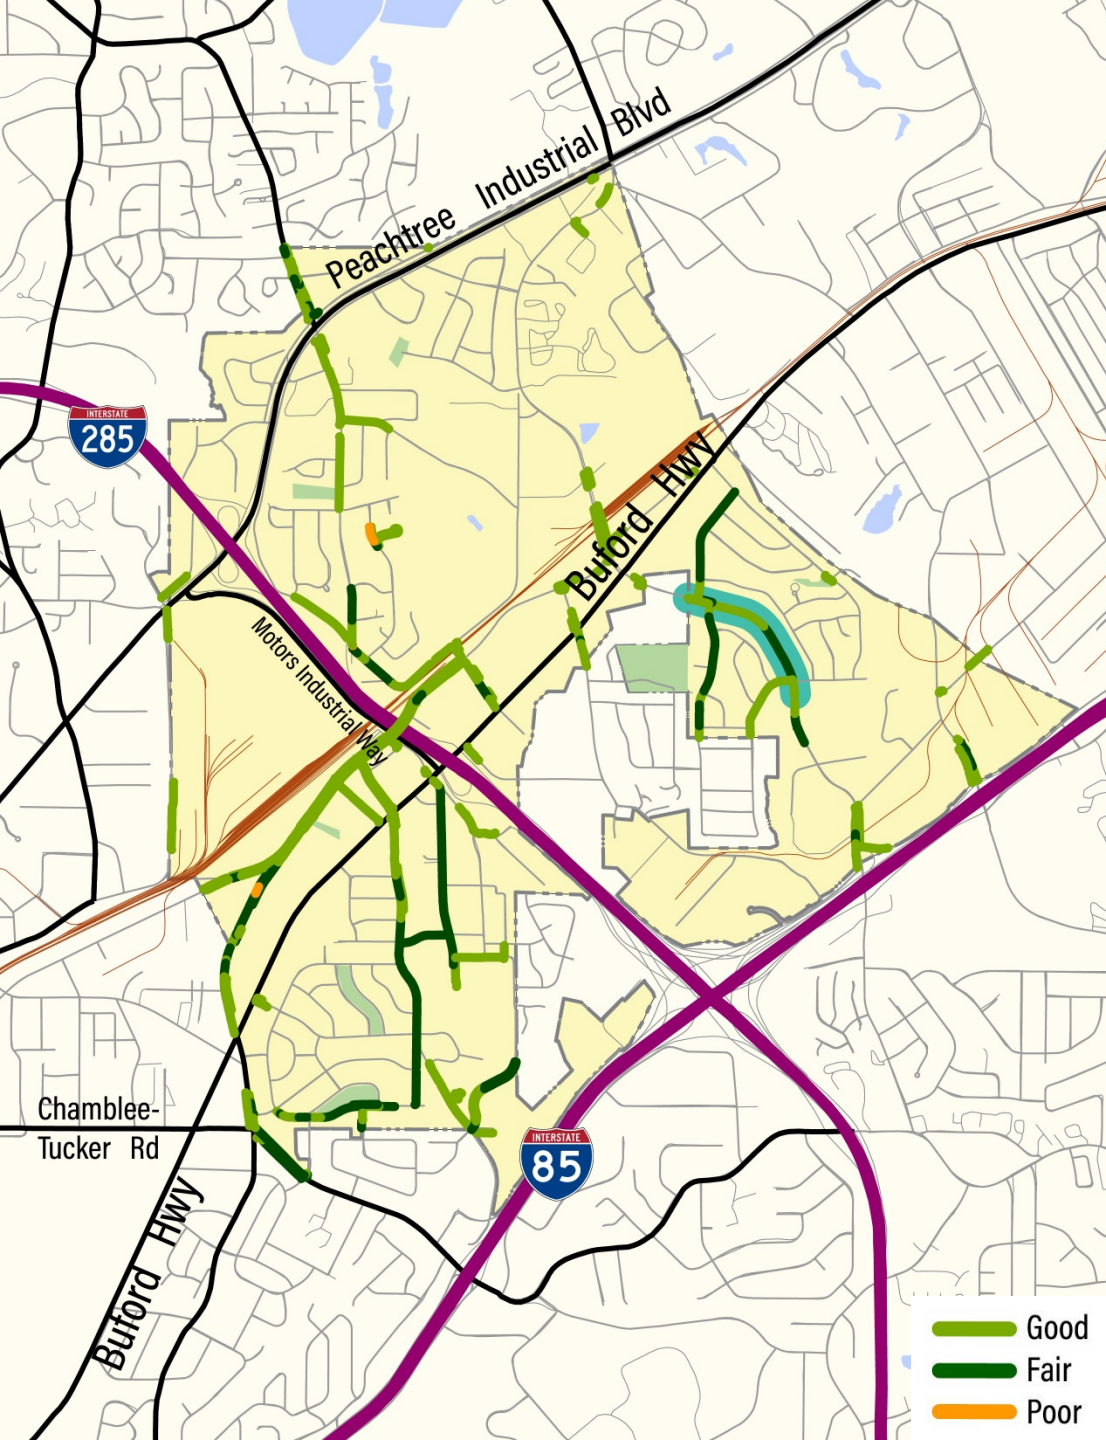 Peachtree Industrial Blvd
INTERSTATE
285
Buford Hwy
Motors Industrial Way
Chamblee-
Tucker Rd
INTERSTATE
85
Buford Hwy
Good
Fair
Poor